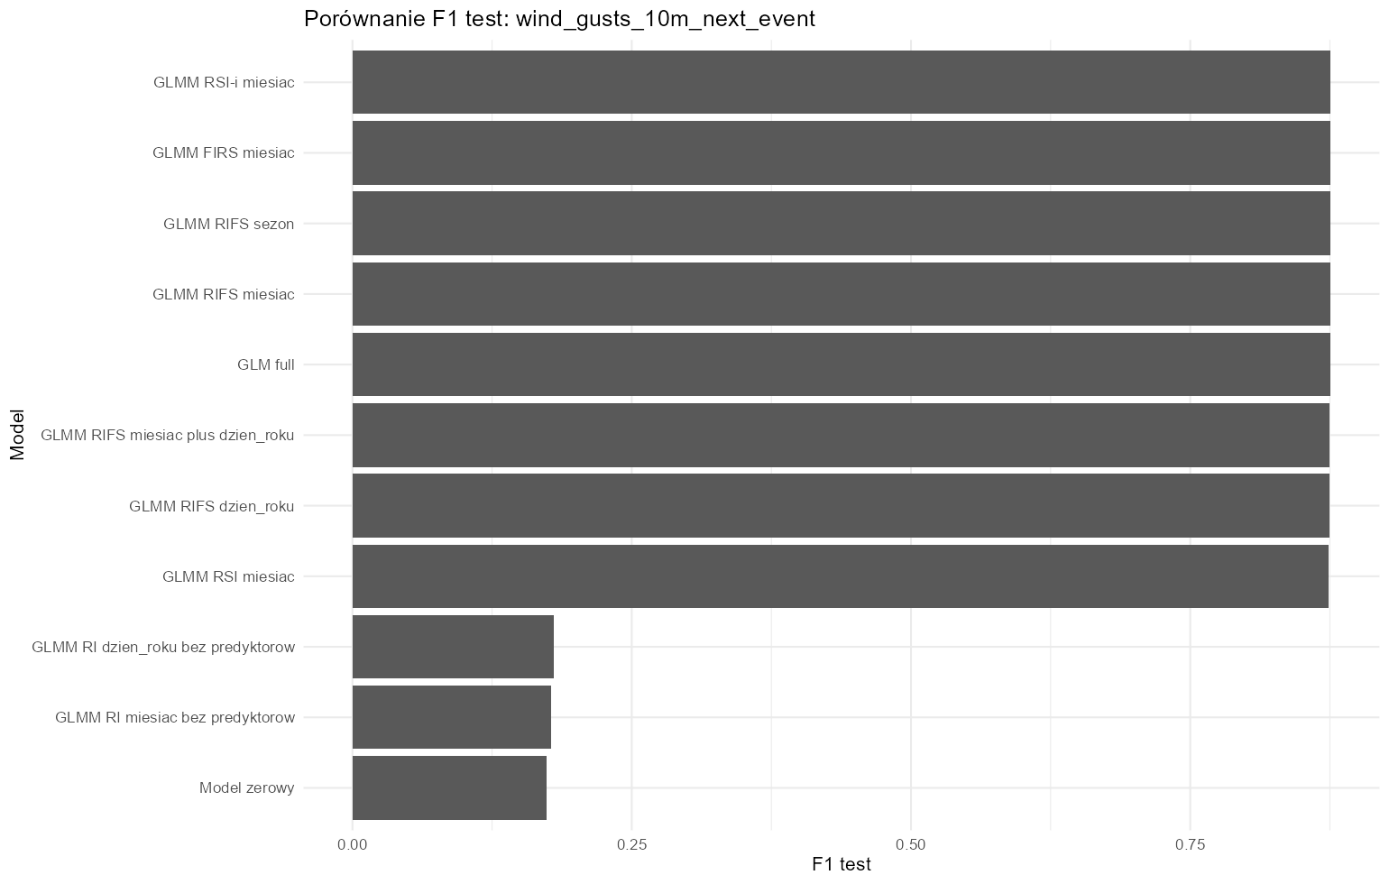 Porównanie F1 test: wind_gusts_10m_next_event
Model
GLMM RSI-i miesiac
GLMM FIRS miesiac
GLMM RIFS sezon
GLMM RIFS miesiac
GLM full
GLMM RIFS miesiac plus dzien_roku
GLMM RIFS dzien_roku
GLMM RSI miesiac
GLMM RI dzien_roku bez predyktorow
GLMM RI miesiac bez predyktorow
Model zerowy
0.00 0.25 0.50 0.75
F1 test